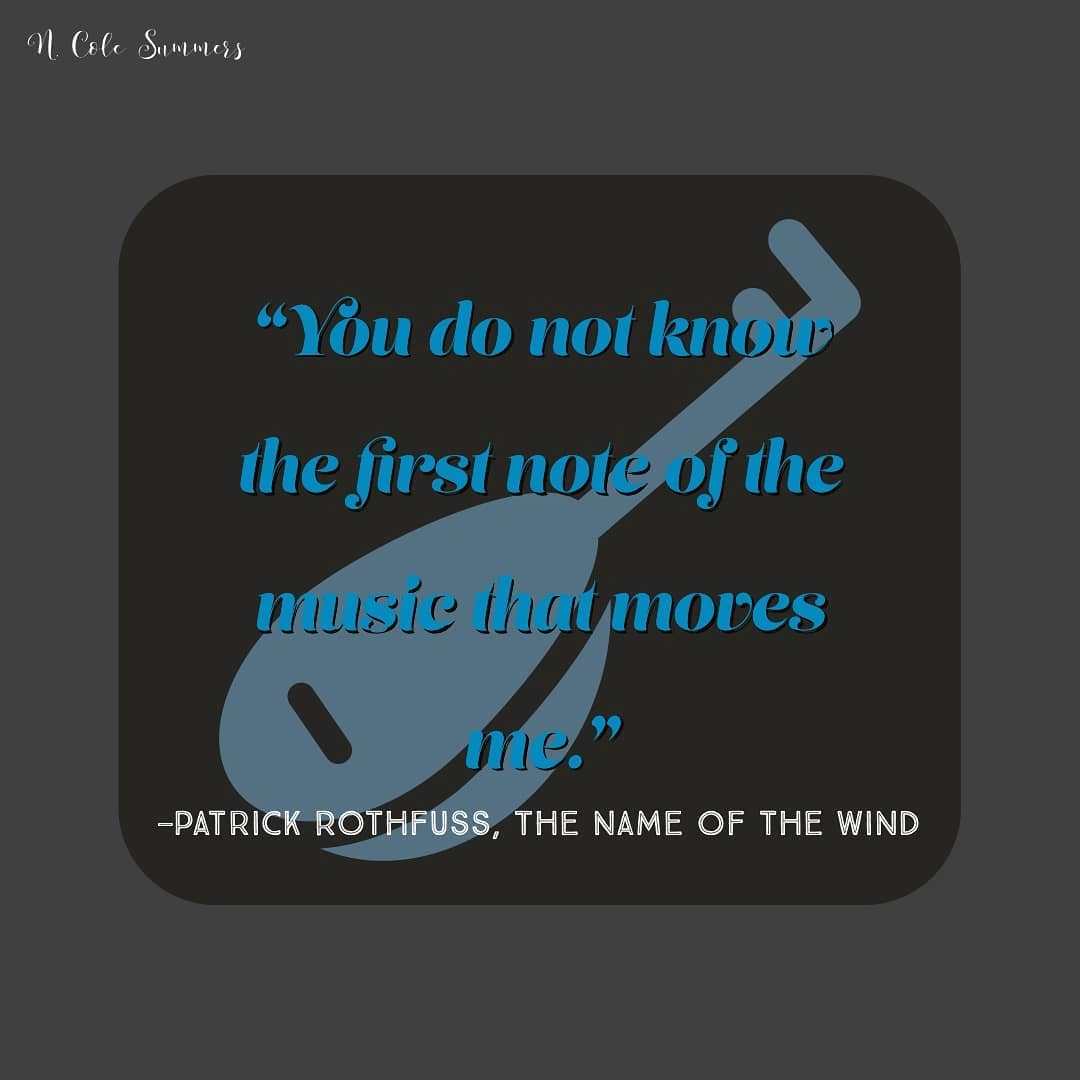 N. Cole Summers
“You do not know
the first note of the
music that moves
me.”
–PATRICK ROTHFUSS, THE NAME OF THE WIND